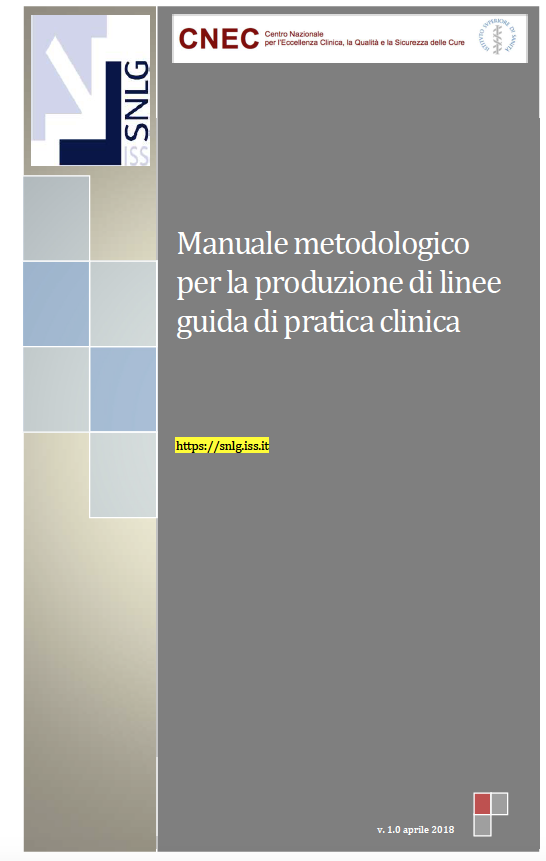 SNLG
ISS
CNEC
Centro Nazionale
per l'Eccellenza Clinica, la Qualità e la Sicurezza delle Cure
ISTITUTO SUPERIORE DI SANITÀ
Manuale metodologico
per la produzione di linee
guida di pratica clinica
https://snlg.iss.it
v. 1.0 aprile 2018